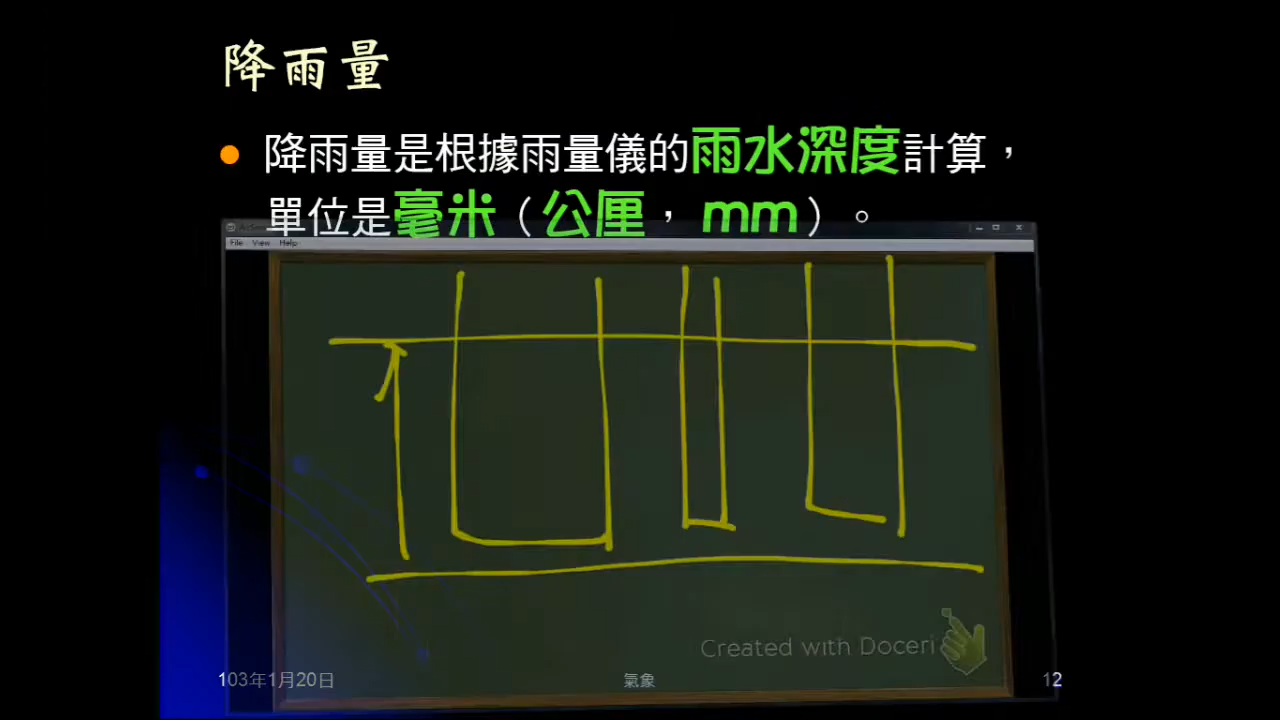 降雨量
降雨量是根據雨量儀的雨水深度計算，
單位是毫米（公厘，mm）。
File View Help
Created with Doceri
103年1月20日
氣象
12